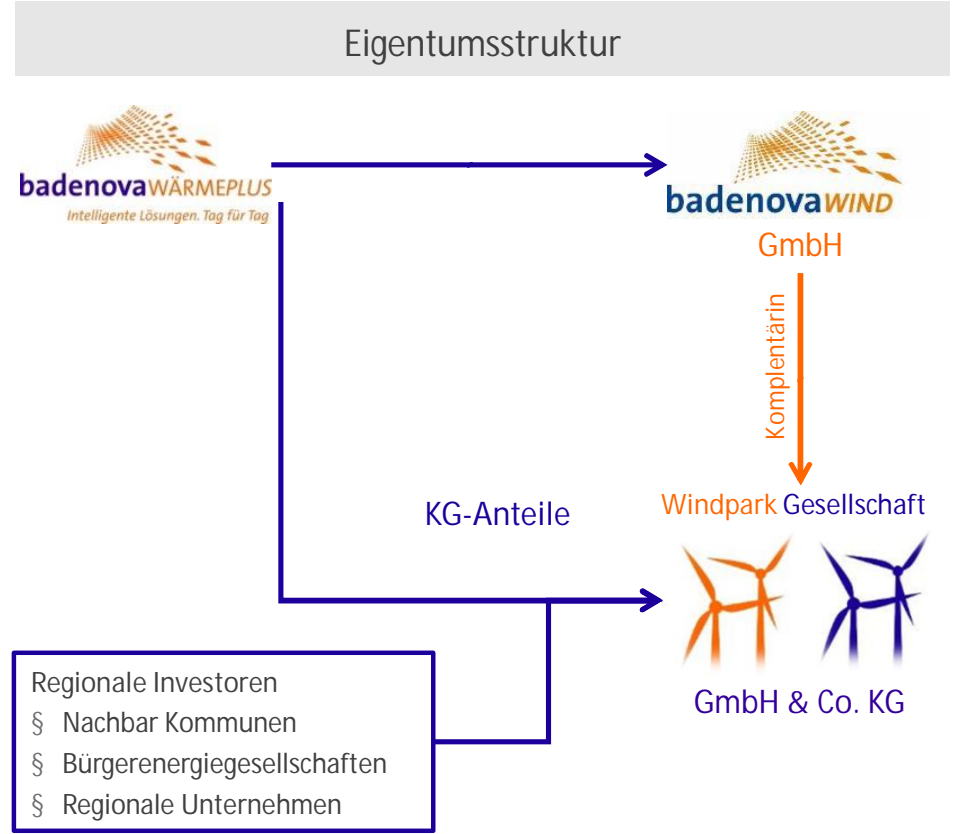 Eigentumsstruktur
badenovaWÄRMEPLUS
Intelligente Lösungen. Tag für Tag
badenovaWIND
GmbH
Komplentärin
KG-Anteile
Windpark Gesellschaft
GmbH & Co. KG
Regionale Investoren
§ Nachbar Kommunen
§ Bürgerenergiegesellschaften
§ Regionale Unternehmen